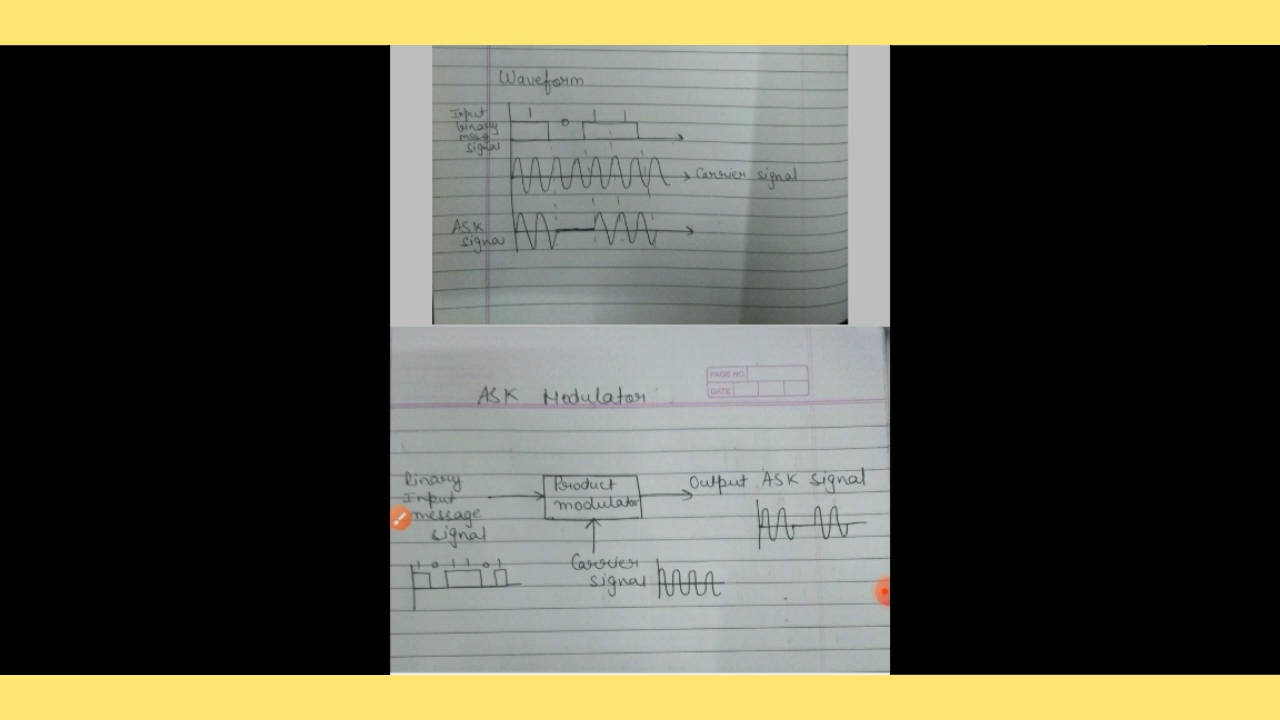 Waveform
1 0 1 1
Input
binary
mssg
signal
Carrier signal
ASK
signal
PAGE NO.
DATE
ASK Modulator
Binary
Input
message
signal
Product
modulator
Output ASK signal
1 0 1 1 0 1
Carrier
signal